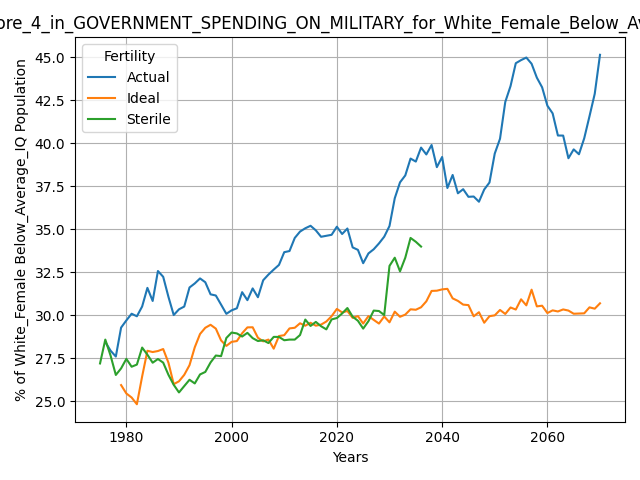 ore_4_in_GOVERNMENT_SPENDING_ON_MILITARY_for_White_Female_Below_Av
Fertility
Actual
Ideal
Sterile
% of White_Female Below_Average_IQ Population
45.0
42.5
40.0
37.5
35.0
32.5
30.0
27.5
25.0
1980
2000
2020
2040
2060
Years